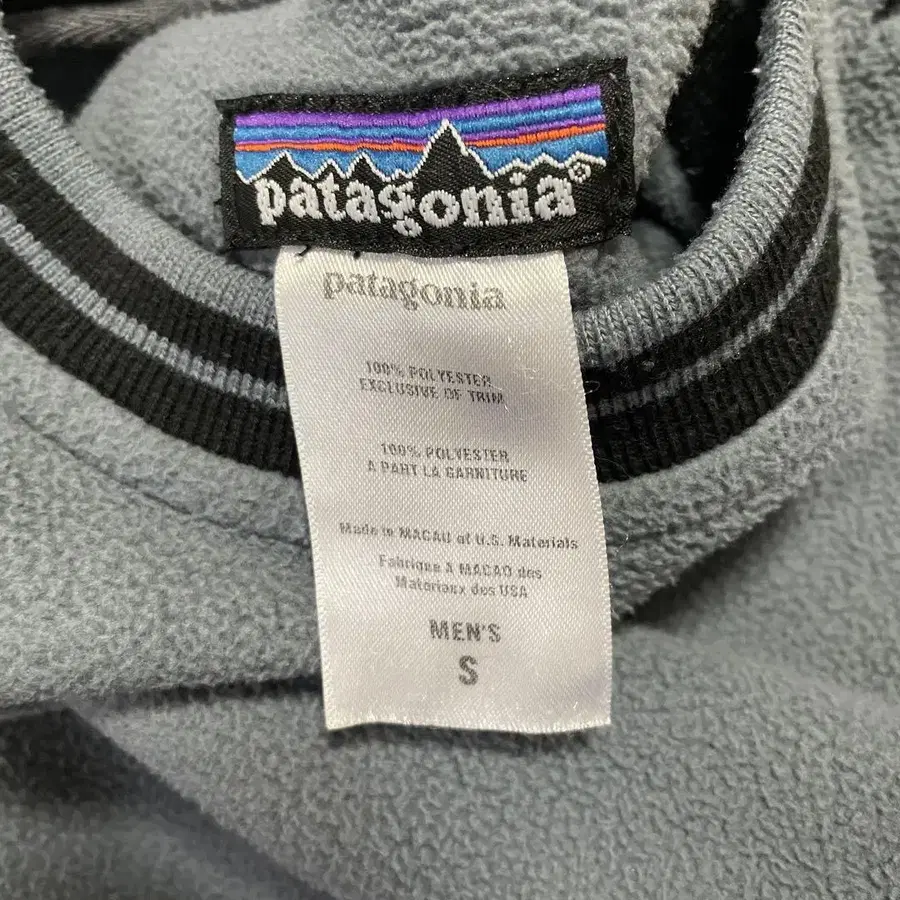 patagonia®
patagonia
100% POLYESTER
EXCLUSIVE OF TRIM
100% POLYESTER
A PART LA GARNITURE
Made in MACAU of U.S. Materials
Fabrique A MACAO des
Materiaux des USA
MEN'S
S